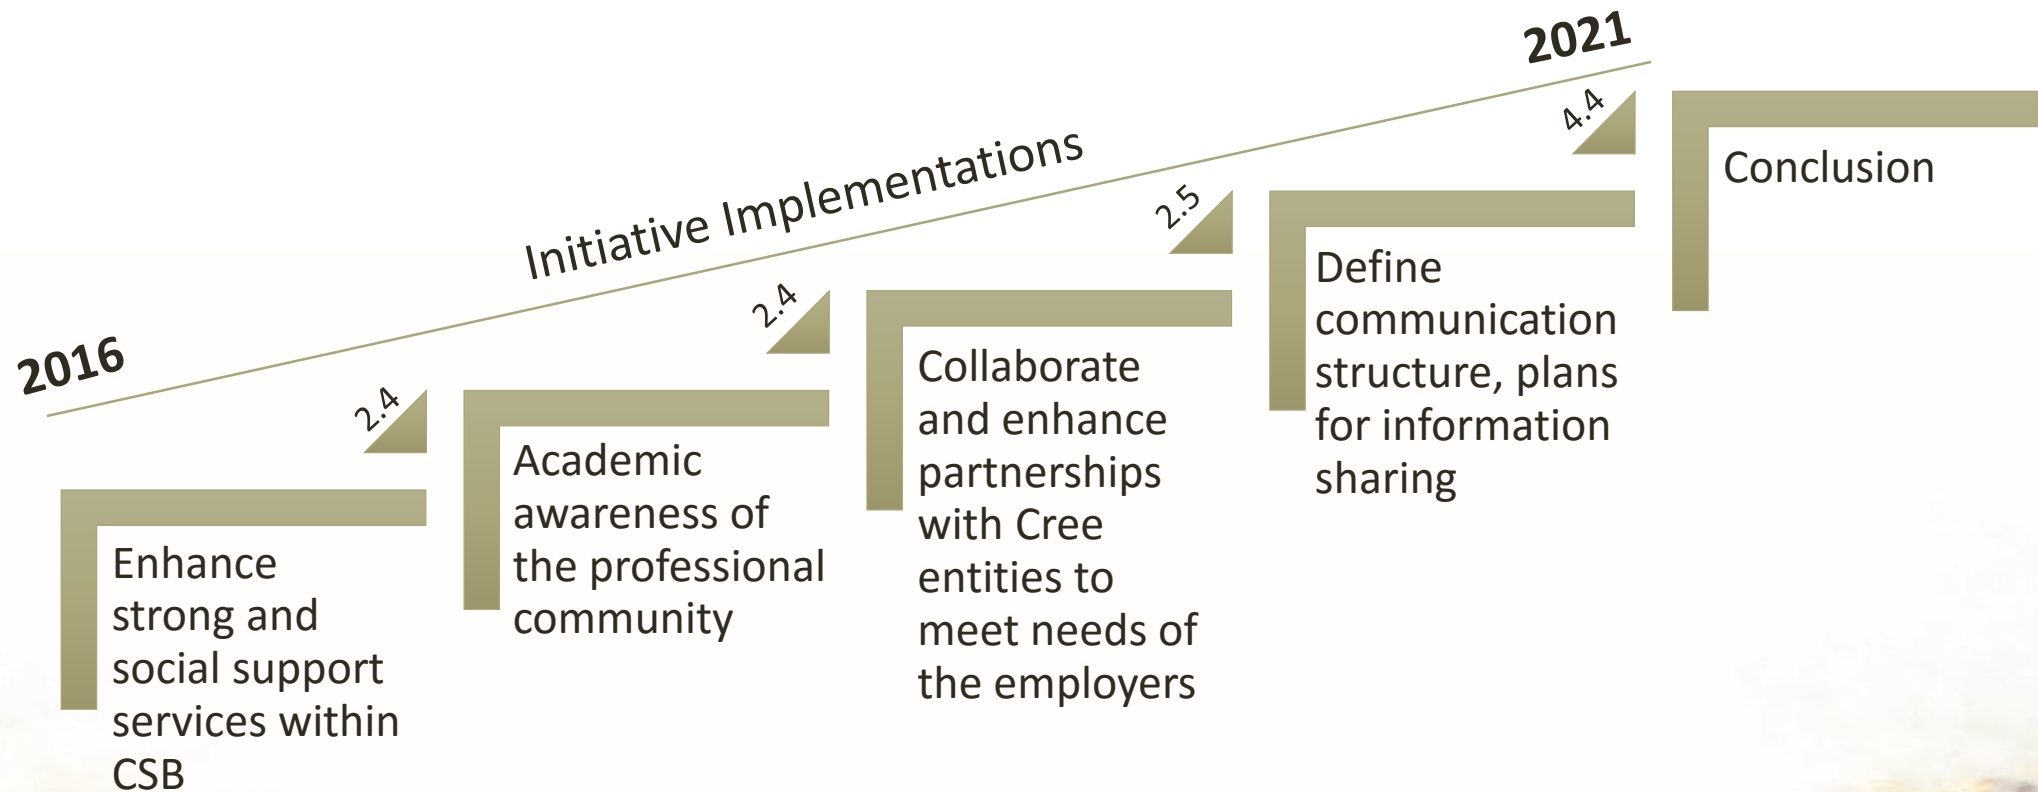 2016
Initiative Implementations
2021
2.4
Enhance
strong and
social support
services within
CSB
2.4
Academic
awareness of
the professional
community
2.5
Collaborate
and enhance
partnerships
with Cree
entities to
meet needs of
the employers
4.4
Define
communication
structure, plans
for information
sharing
Conclusion